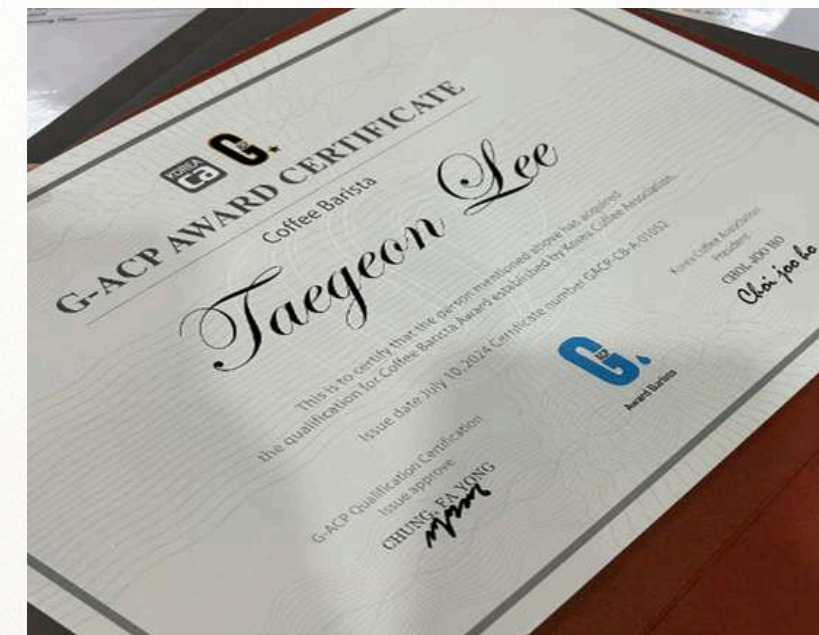 KOREA
ca
G.
G-ACP AWARD CERTIFICATE
Coffee Barista
Taegeon Lee
This is to certify that the person mentioned above has acquired
the qualification for Coffee Barista Award established by Korea Coffee Association.
Issue date July 10, 2024 Certificate number GACP-CB-A-01052
G-ACP Qualification Certification
Issue approve
CHUNG, EA YONG
G.
Award Barista
Korea Coffee Association
President
CHOI, JOO HO
Choi joo ho